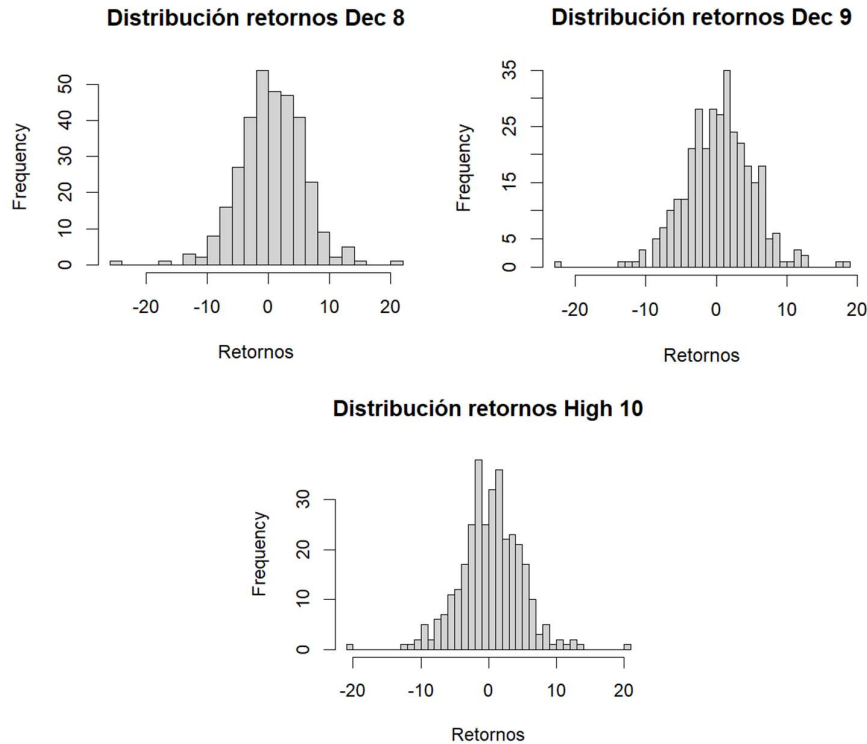 Distribución retornos Dec 8
Frequency
0 10 20 30 40 50
-20 -10 0 10 20
Retornos
Distribución retornos Dec 9
Frequency
0 5 15 25 35
-20 -10 0 10 20
Retornos
Distribución retornos High 10
Frequency
0 10 20 30
-20 -10 0 10 20
Retornos